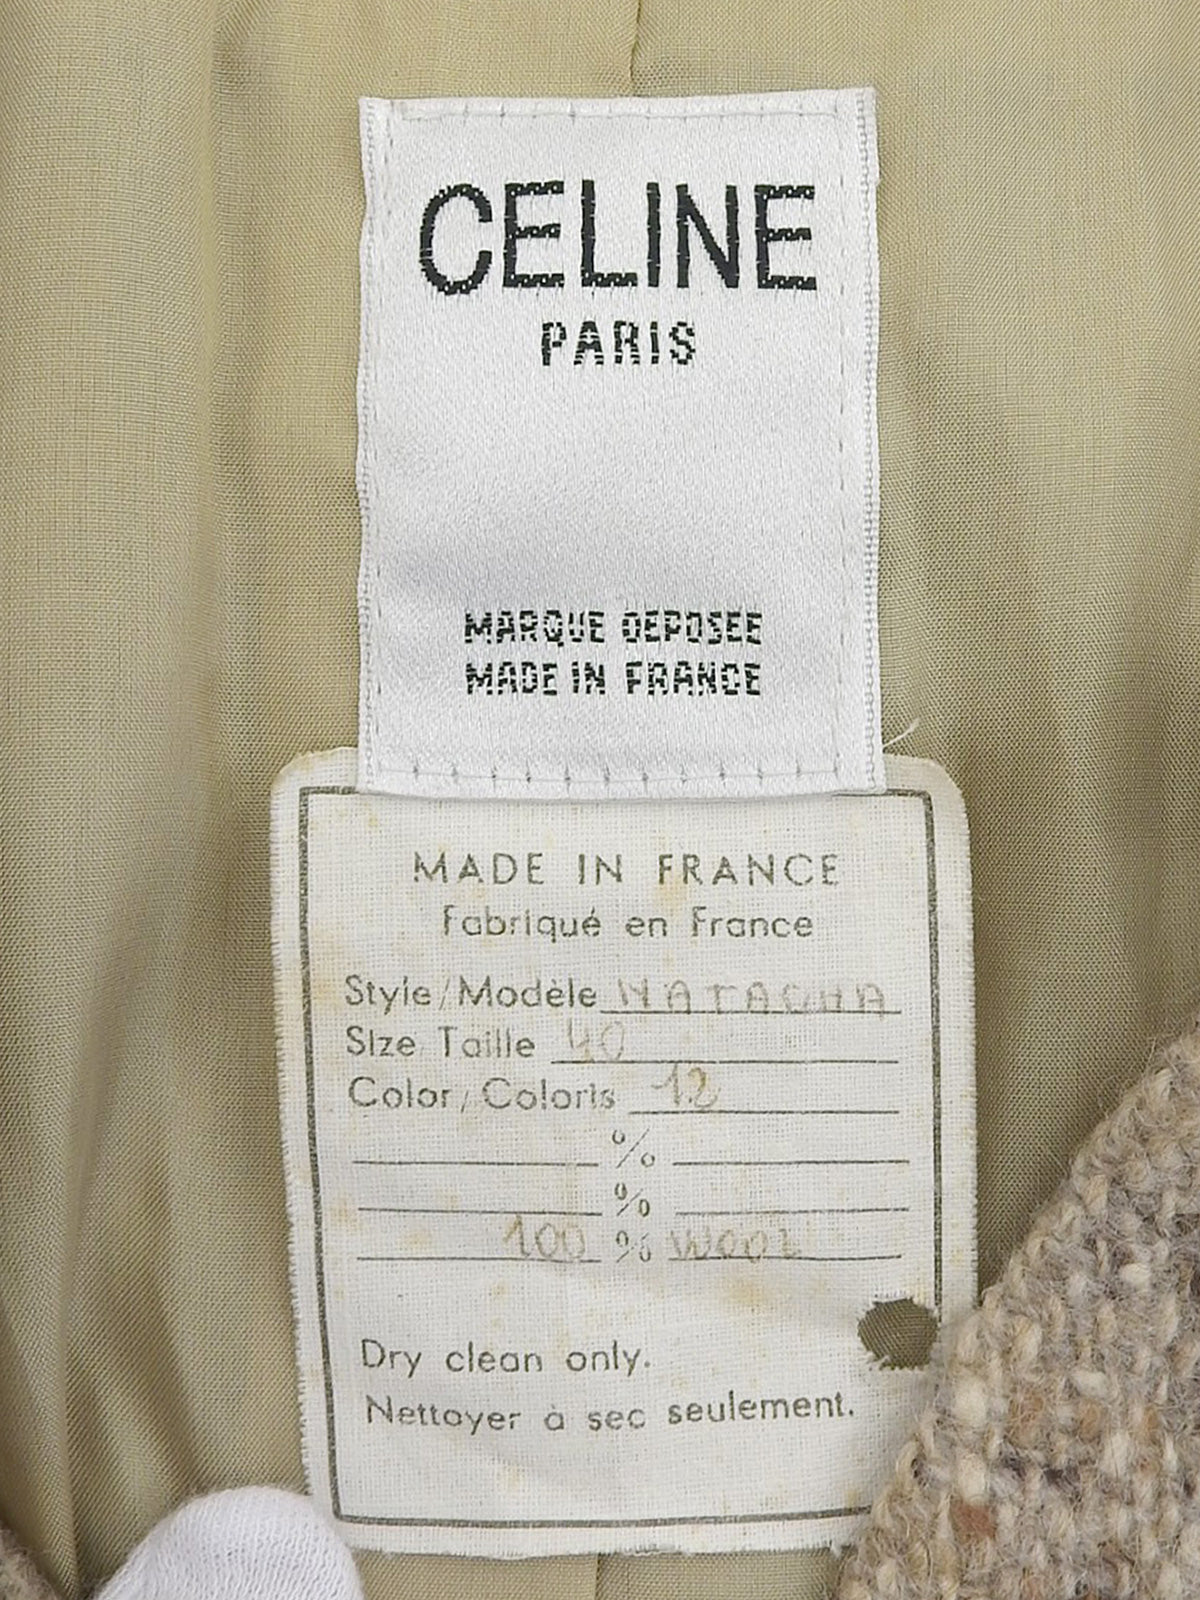 CELINE
PARIS
MARQUE DEPOSEE
MADE IN FRANCE
MADE IN FRANCE
Fabriqué en France
Style/Modèle NATACHA
Size/Taille 40
Color/Coloris 12
%
%
100 % WOOL
Dry clean only.
Nettoyer à sec seulement.